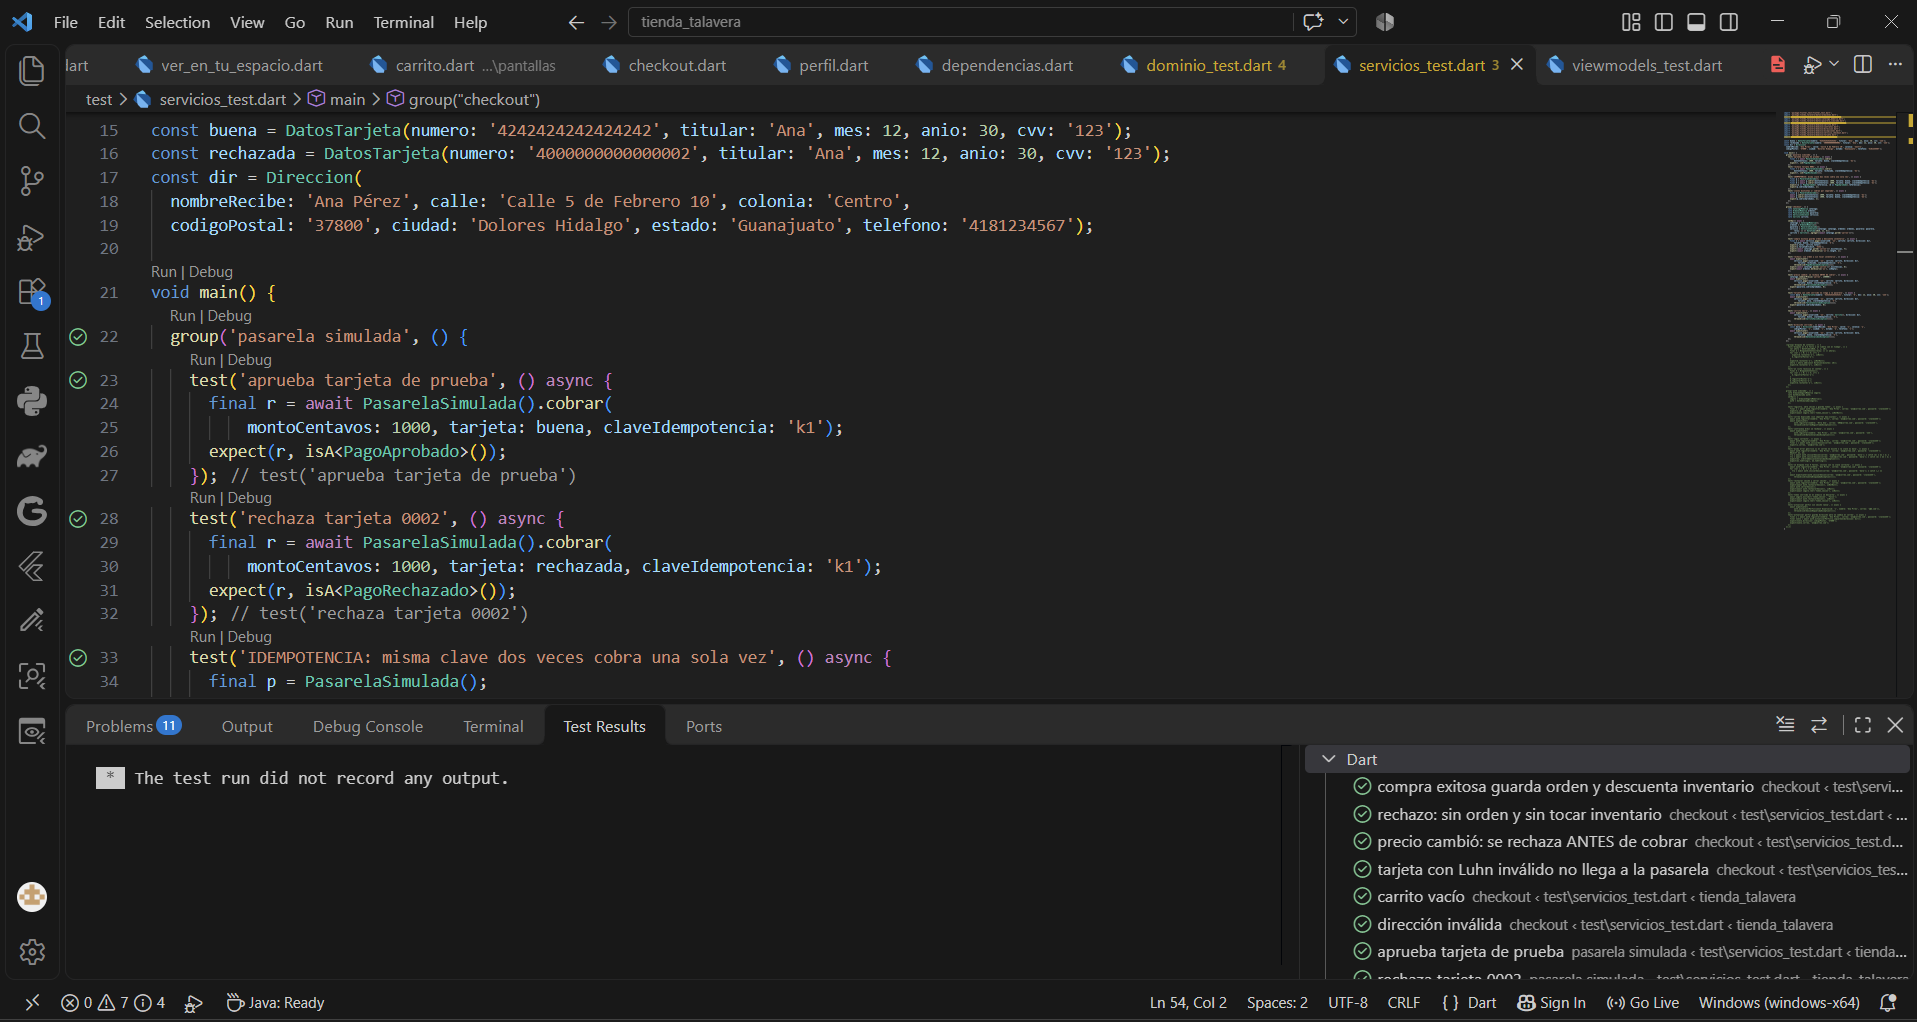 File Edit Selection View Go Run Terminal Help
tienda_talavera
lart ver_en_tu_espacio.dart carrito.dart ...\pantallas checkout.dart perfil.dart dependencias.dart dominio_test.dart 4 servicios_test.dart 3 viewmodels_test.dart
test > servicios_test.dart > main > group("checkout")
15 const buena = DatosTarjeta(numero: '4242424242424242', titular: 'Ana', mes: 12, anio: 30, cvv: '123');
16 const rechazada = DatosTarjeta(numero: '4000000000000002', titular: 'Ana', mes: 12, anio: 30, cvv: '123');
17 const dir = Direccion(
18 nombreRecibe: 'Ana Pérez', calle: 'Calle 5 de Febrero 10', colonia: 'Centro',
19 codigoPostal: '37800', ciudad: 'Dolores Hidalgo', estado: 'Guanajuato', telefono: '4181234567');
20
Run | Debug
21 void main() {
Run | Debug
22 group('pasarela simulada', () {
Run | Debug
23 test('aprueba tarjeta de prueba', () async {
24 final r = await PasarelaSimulada().cobrar(
25 montoCentavos: 1000, tarjeta: buena, claveIdempotencia: 'k1');
26 expect(r, isA<PagoAprobado>());
27 }); // test('aprueba tarjeta de prueba')
Run | Debug
28 test('rechaza tarjeta 0002', () async {
29 final r = await PasarelaSimulada().cobrar(
30 montoCentavos: 1000, tarjeta: rechazada, claveIdempotencia: 'k1');
31 expect(r, isA<PagoRechazado>());
32 }); // test('rechaza tarjeta 0002')
Run | Debug
33 test('IDEMPOTENCIA: misma clave dos veces cobra una sola vez', () async {
34 final p = PasarelaSimulada();
Problems 11 Output Debug Console Terminal Test Results Ports
* The test run did not record any output.
Dart
compra exitosa guarda orden y descuenta inventario checkout ‹ test\servi...
rechazo: sin orden y sin tocar inventario checkout ‹ test\servicios_test.dart ‹ ...
precio cambió: se rechaza ANTES de cobrar checkout ‹ test\servicios_test.d...
tarjeta con Luhn inválido no llega a la pasarela checkout ‹ test\servicios_tes...
carrito vacío checkout ‹ test\servicios_test.dart ‹ tienda_talavera
dirección inválida checkout ‹ test\servicios_test.dart ‹ tienda_talavera
aprueba tarjeta de prueba pasarela simulada ‹ test\servicios_test.dart ‹ tienda...
rechaza tarjeta 0002 pasarela simulada ‹ test\servicios_test.dart ‹ tienda_talavera
1
0 7 4 Java: Ready Ln 54, Col 2 Spaces: 2 UTF-8 CRLF { } Dart Sign In Go Live Windows (windows-x64)